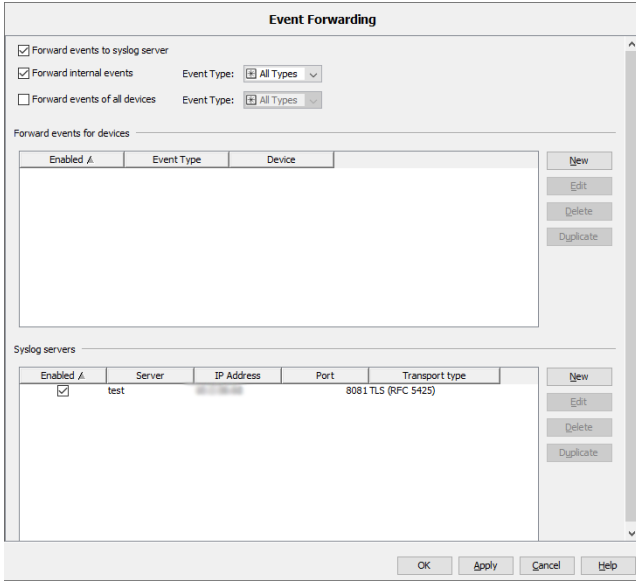 Event Forwarding
Forward events to syslog server
Forward internal events Event Type: All Types
Forward events of all devices Event Type: All Types
Forward events for devices
Enabled Event Type Device
New
Edit
Delete
Duplicate
Syslog servers
Enabled Server IP Address Port Transport type
test 8081 TLS (RFC 5425)
New
Edit
Delete
Duplicate
OK Apply Cancel Help